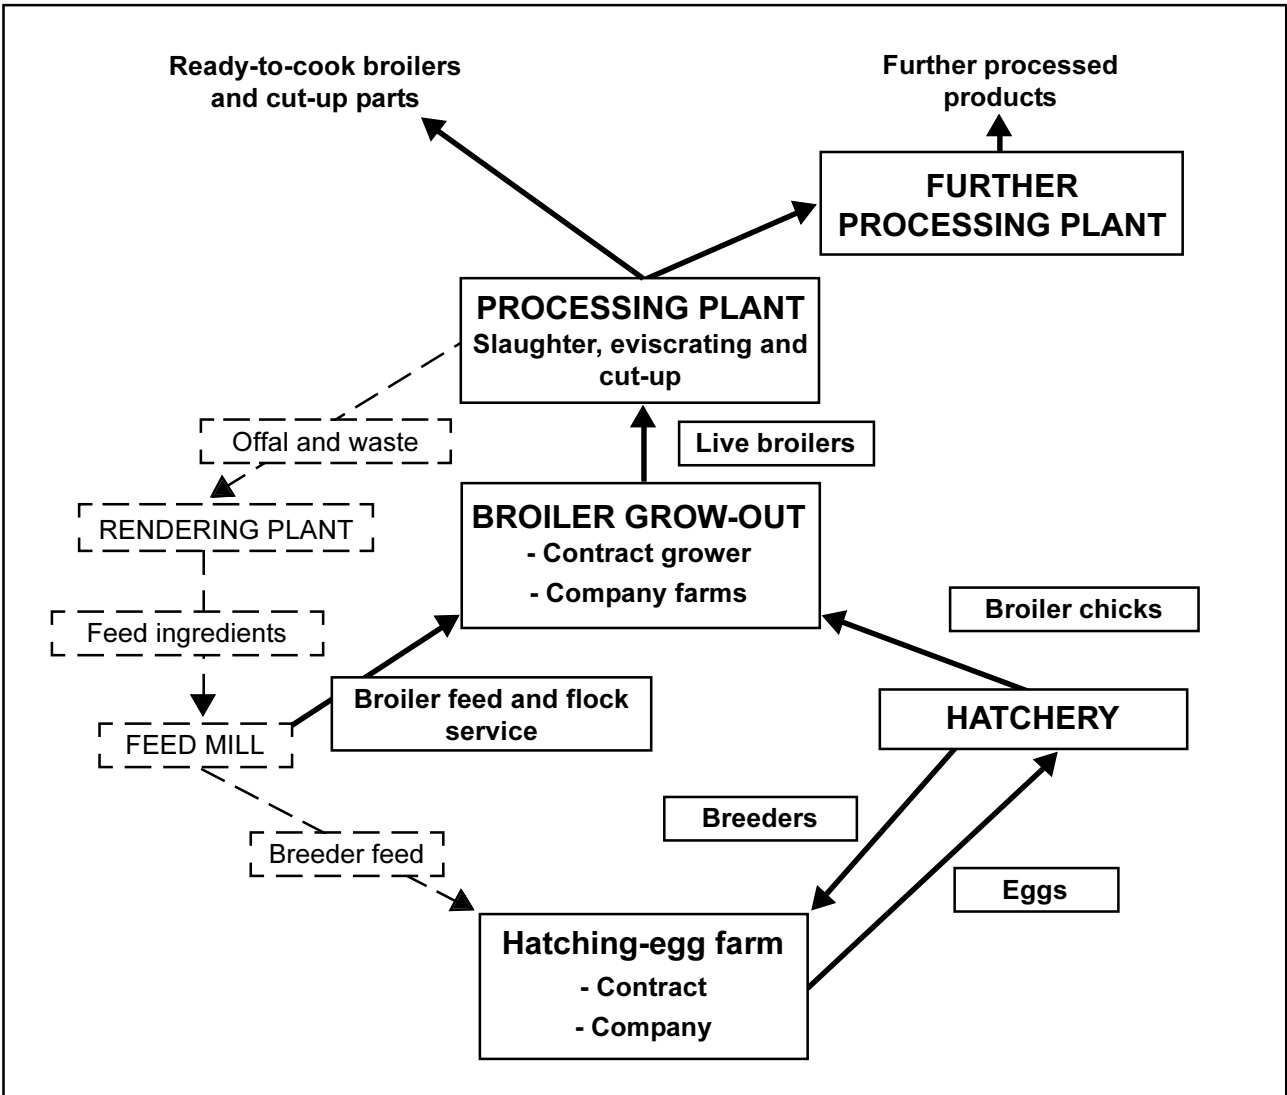 Ready-to-cook broilers
and cut-up parts
Further processed
products
FURTHER
PROCESSING PLANT
PROCESSING PLANT
Slaughter, eviscrating and
cut-up
Offal and waste
Live broilers
RENDERING PLANT
BROILER GROW-OUT
- Contract grower
- Company farms
Broiler chicks
Feed ingredients
Broiler feed and flock
service
HATCHERY
FEED MILL
Breeders
Breeder feed
Eggs
Hatching-egg farm
- Contract
- Company